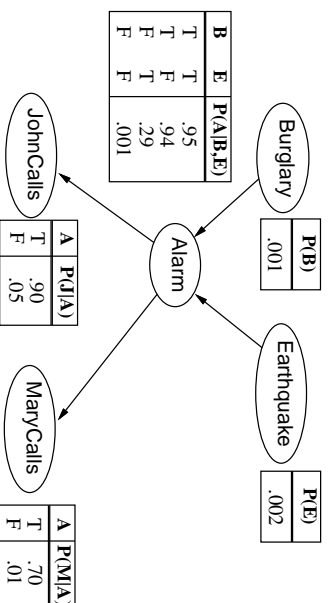 Burglary
P(B)
.001
Earthquake
P(E)
.002
B E P(A|B,E)
T T .95
T F .94
F T .29
F F .001
Alarm
JohnCalls
A P(J|A)
T .90
F .05
MaryCalls
A P(M|A)
T .70
F .01